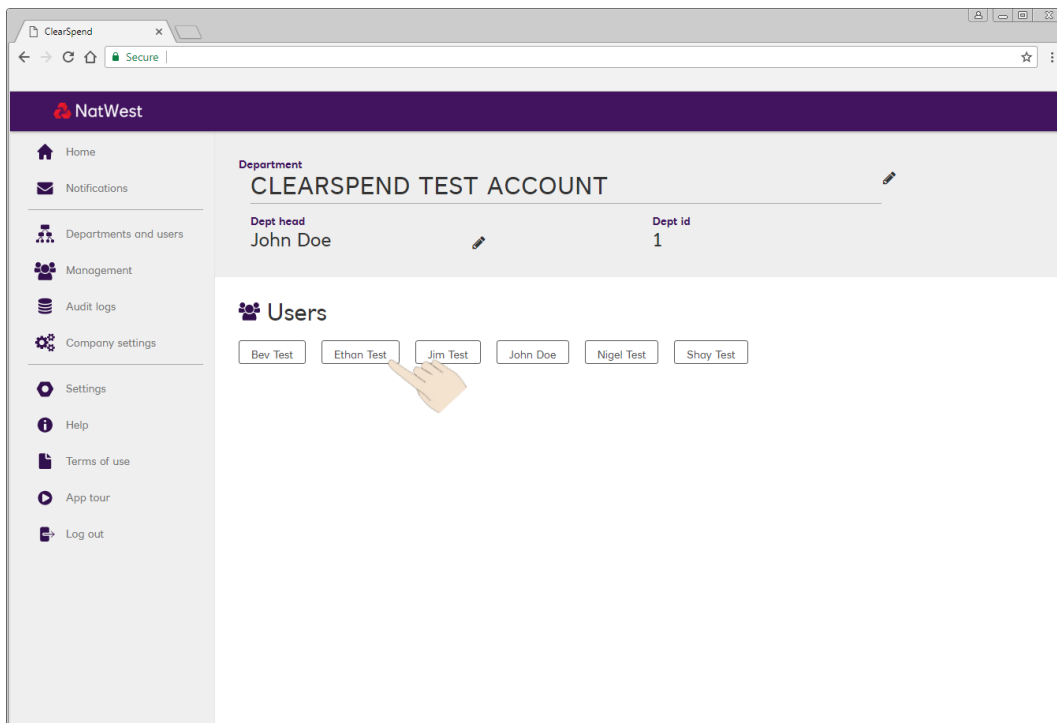 ClearSpend
Secure
NatWest
Home
Notifications
Departments and users
Management
Audit logs
Company settings
Settings
Help
Terms of use
App tour
Log out
Department
CLEARSPEND TEST ACCOUNT
Dept head
Dept id
John Doe
1
Users
Bev Test
Ethan Test
Jim Test
John Doe
Nigel Test
Shay Test